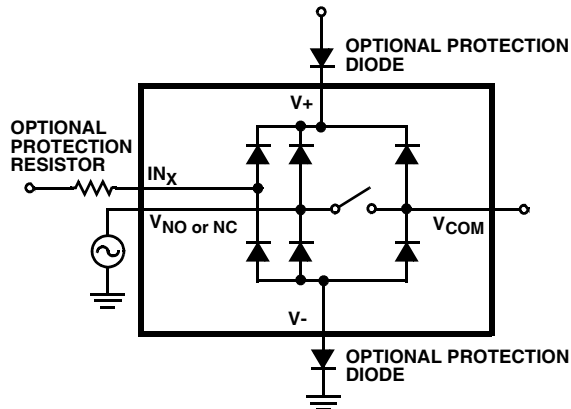 OPTIONAL PROTECTION
DIODE
V+
OPTIONAL
PROTECTION
RESISTOR
INX
VNO or NC
VCOM
V-
OPTIONAL PROTECTION
DIODE